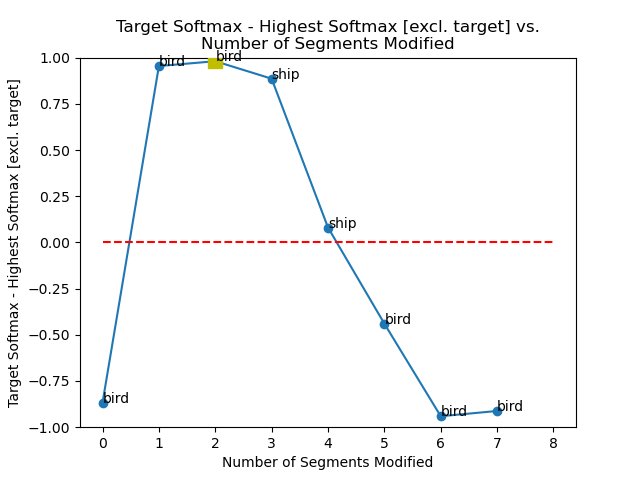 Target Softmax - Highest Softmax [excl. target] vs.
Number of Segments Modified
Target Softmax - Highest Softmax [excl. target]
1.00
0.75
0.50
0.25
0.00
−0.25
−0.50
−0.75
−1.00
bird
bird
bird
ship
ship
bird
bird
bird
0 1 2 3 4 5 6 7 8
Number of Segments Modified